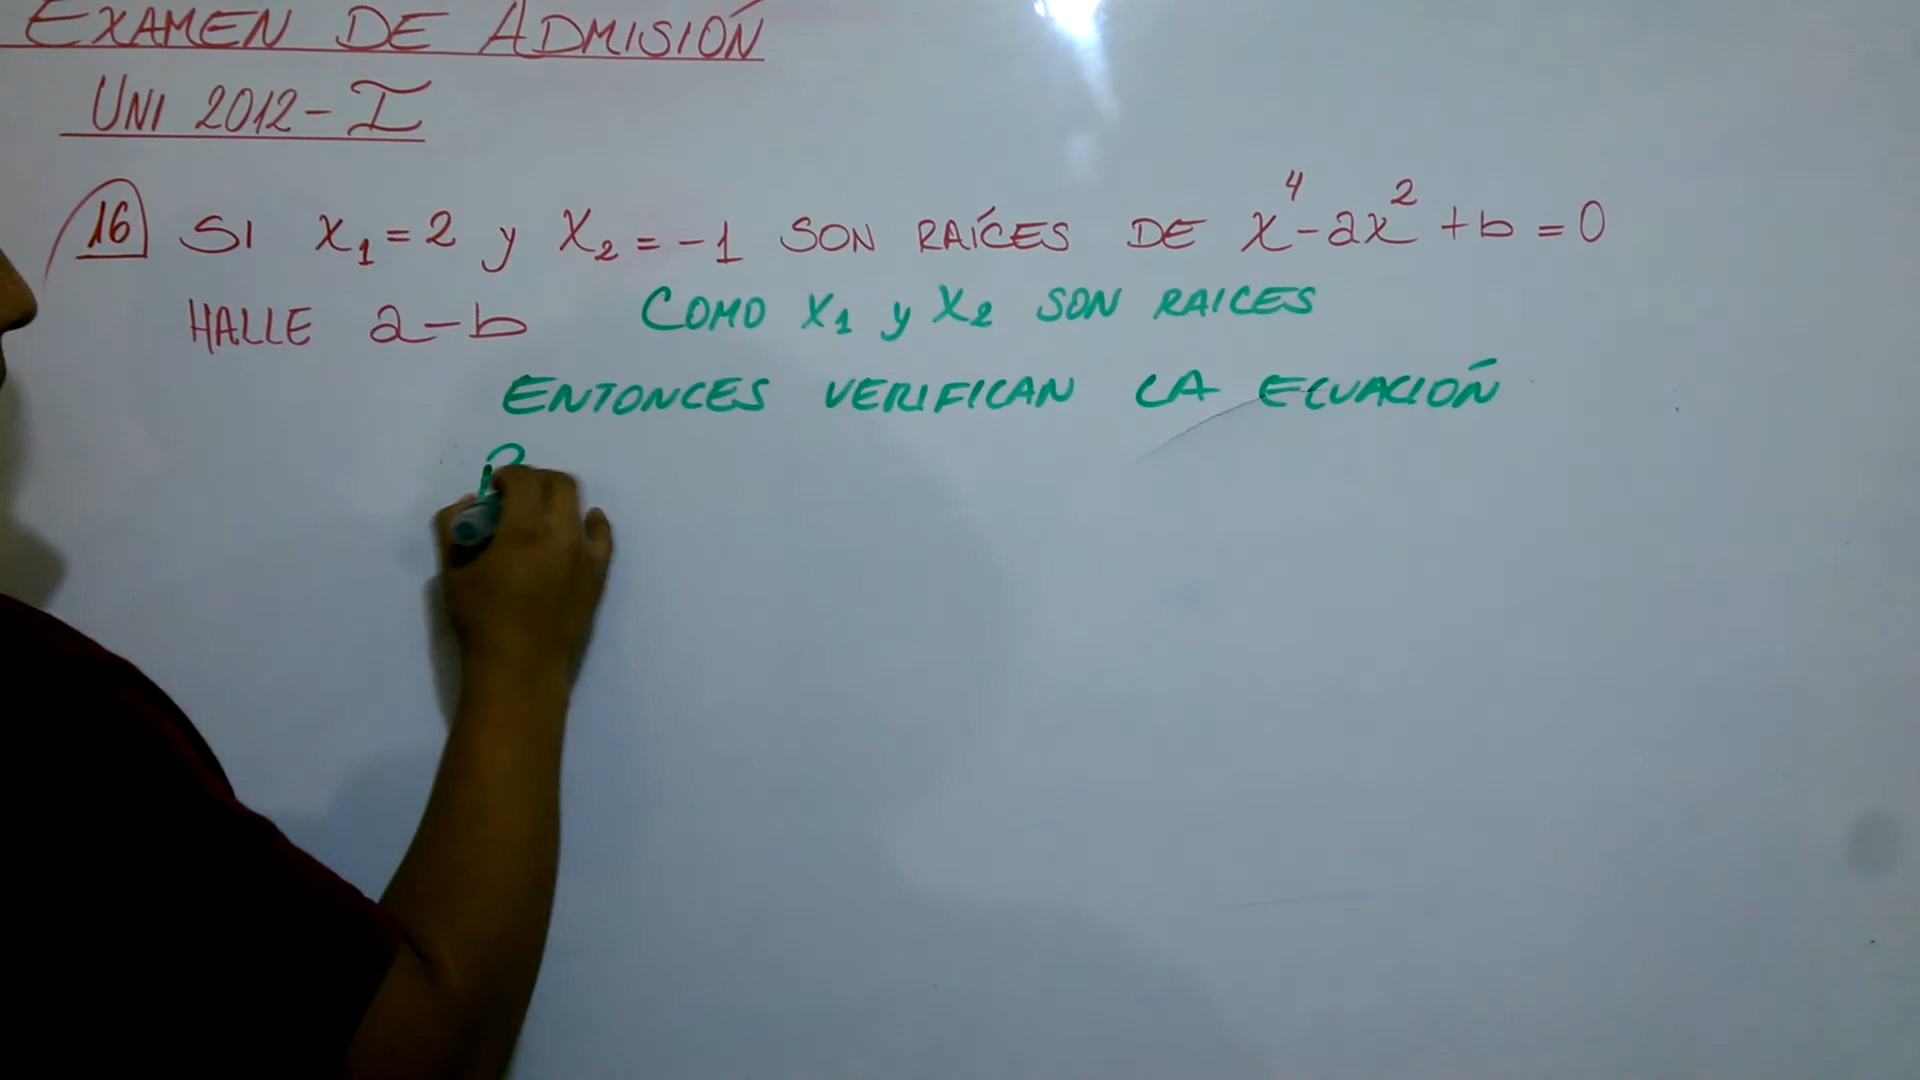 EXAMEN DE ADMISIÓN
UNI 2012-I
16 SI x₁=2 y x₂=-1 SON RAÍCES DE x⁴-ax²+b=0
HALLE a-b COMO x₁ y x₂ SON RAICES
ENTONCES VERIFICAN LA ECUACIÓN